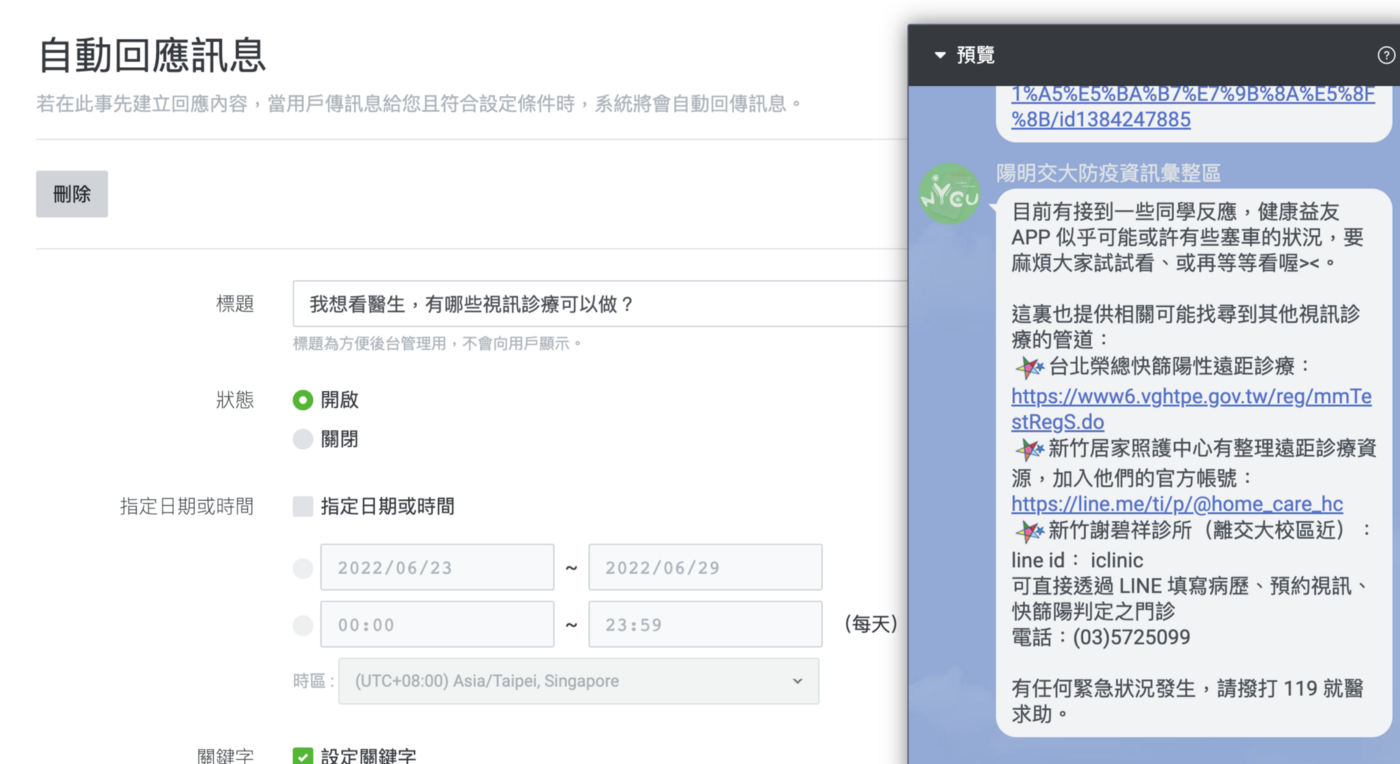 自動回應訊息
若在此事先建立回應內容，當用戶傳訊息給您且符合設定條件時，系統將會自動回傳訊息。
刪除
標題
我想看醫生，有哪些視訊診療可以做？
標題為方便後台管理用，不會向用戶顯示。
狀態
開啟
關閉
指定日期或時間
指定日期或時間
2022/06/23 ~ 2022/06/29
00:00 ~ 23:59 (每天)
時區 : (UTC+08:00) Asia/Taipei, Singapore
關鍵字
設定關鍵字
預覽
?
1%A5%E5%BA%B7%E7%9B%8A%E5%8F
%8B/id1384247885
NYCU
陽明交大防疫資訊彙整區
目前有接到一些同學反應，健康益友
APP 似乎可能或許有些塞車的狀況，要
麻煩大家試試看、或再等等看喔><。
這裏也提供相關可能找尋到其他視訊診
療的管道：
台北榮總快篩陽性遠距診療：
https://www6.vghtpe.gov.tw/reg/mmTe
stRegS.do
新竹居家照護中心有整理遠距診療資
源，加入他們的官方帳號：
https://line.me/ti/p/@home_care_hc
新竹謝碧祥診所（離交大校區近）：
line id： iclinic
可直接透過 LINE 填寫病歷、預約視訊、
快篩陽判定之門診
電話：(03)5725099
有任何緊急狀況發生，請撥打 119 就醫
求助。